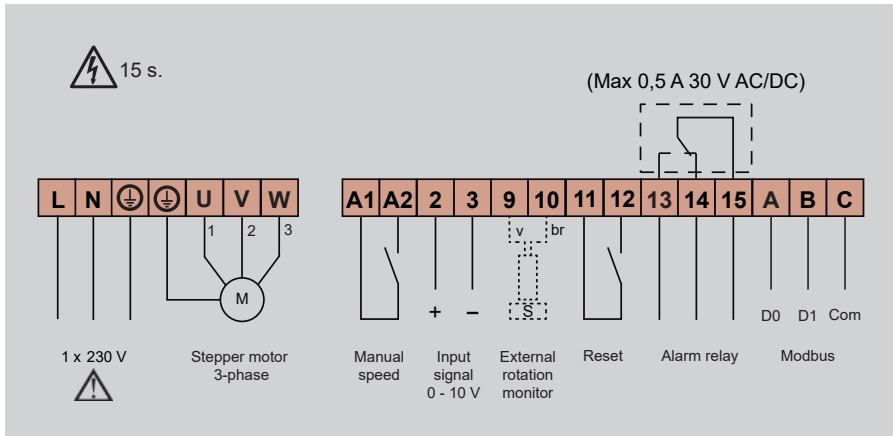 15 s.
(Max 0,5 A 30 V AC/DC)
L N U V W
A1 A2 2 3 9 10 11 12 13 14 15 A B C
1 2 3
v br
M
+ –
S
D0 D1 Com
1 x 230 V
Stepper motor
3-phase
Manual
speed
Input
signal
0 - 10 V
External
rotation
monitor
Reset
Alarm relay
Modbus